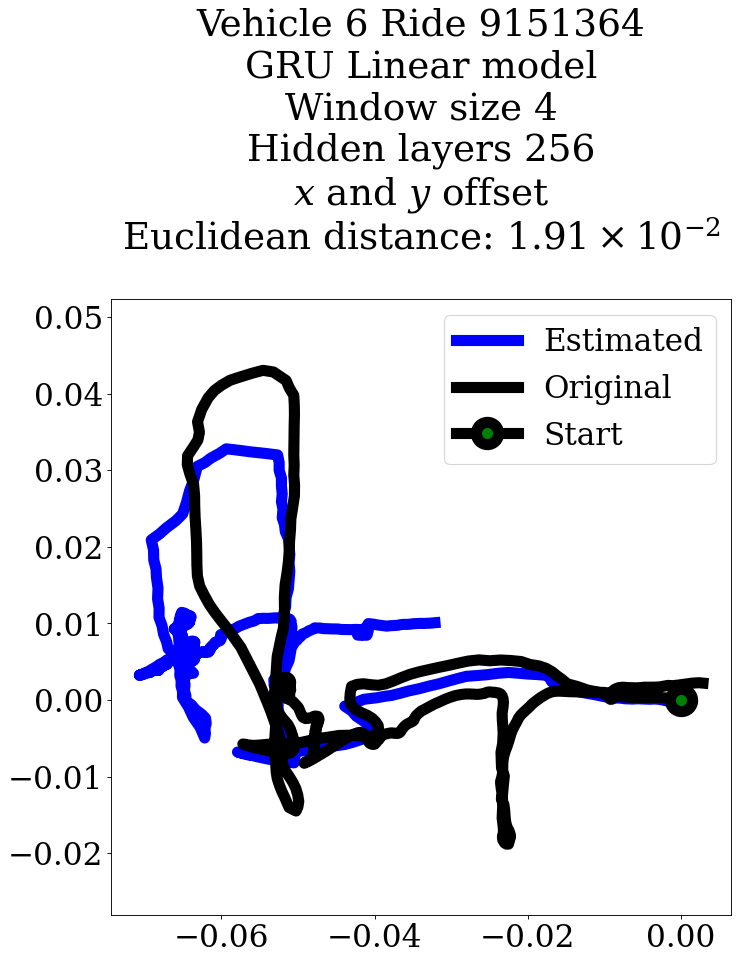 Vehicle 6 Ride 9151364
GRU Linear model
Window size 4
Hidden layers 256
x and y offset
Euclidean distance: 1.91 × 10⁻²
Estimated
Original
Start
0.05
0.04
0.03
0.02
0.01
0.00
−0.01
−0.02
−0.06 −0.04 −0.02 0.00